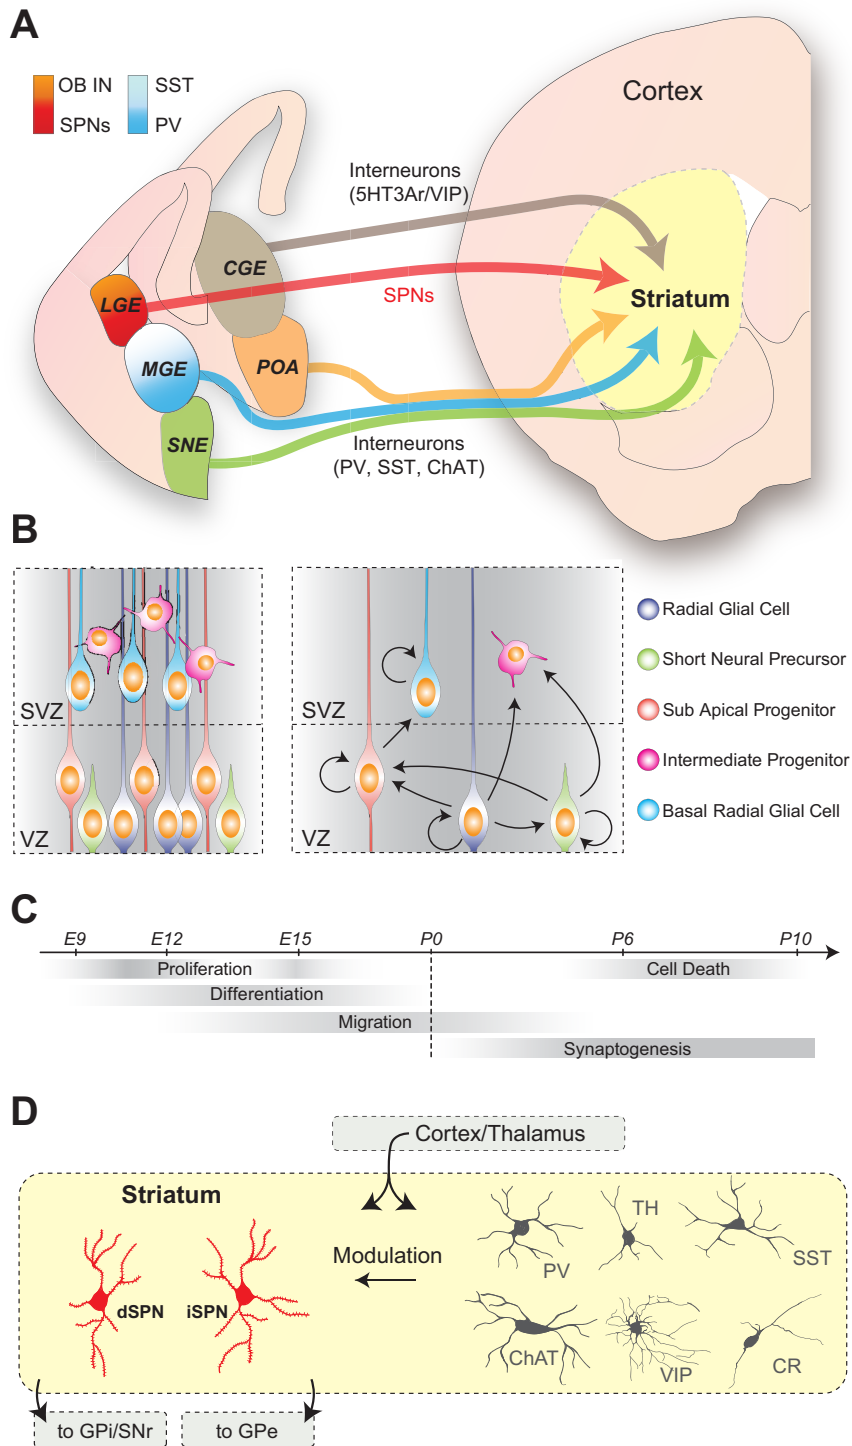 A
OB IN
SST
SPNs
PV
Cortex
Interneurons
(5HT3Ar/VIP)
CGE
LGE
SPNs
Striatum
MGE
POA
SNE
Interneurons
(PV, SST, ChAT)
B
Radial Glial Cell
Short Neural Precursor
SVZ
SVZ
Sub Apical Progenitor
Intermediate Progenitor
Basal Radial Glial Cell
VZ
VZ
C
E9
E12
E15
P0
P6
P10
Proliferation
Cell Death
Differentiation
Migration
Synaptogenesis
D
Cortex/Thalamus
Striatum
TH
Modulation
PV
SST
dSPN
iSPN
ChAT
VIP
CR
to GPi/SNr
to GPe